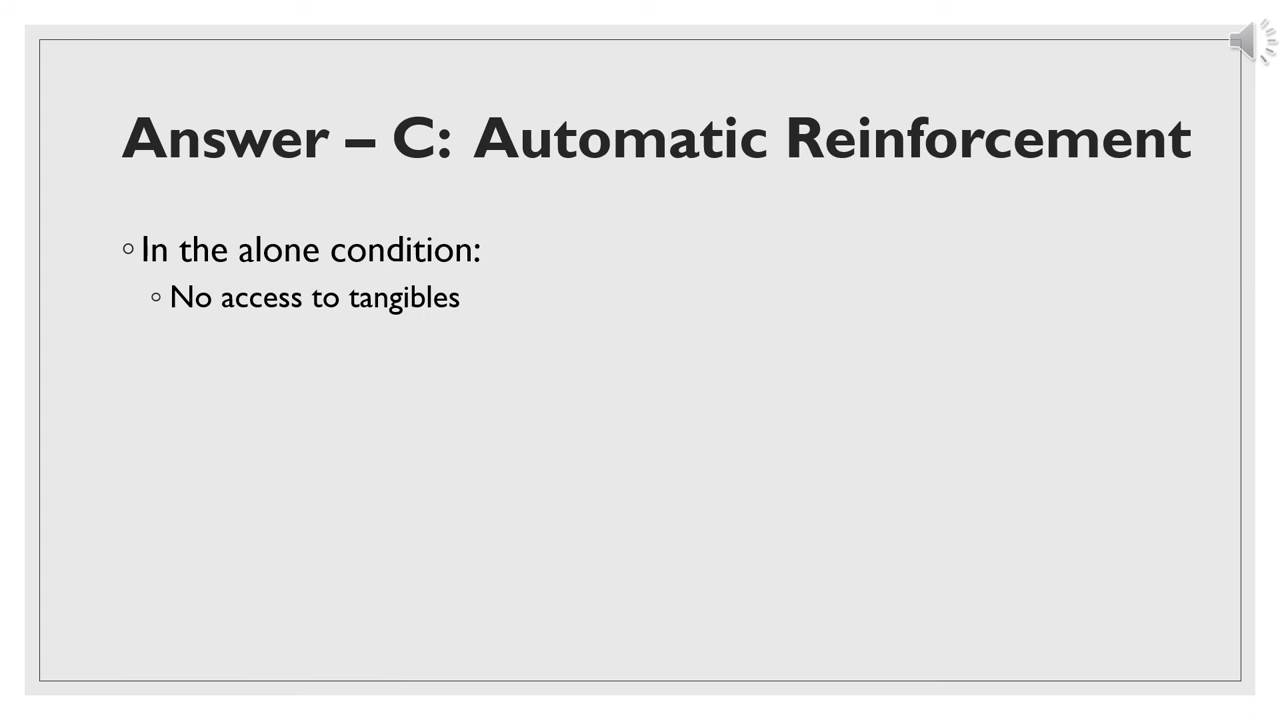 Answer – C: Automatic Reinforcement
◦ In the alone condition:
◦ No access to tangibles